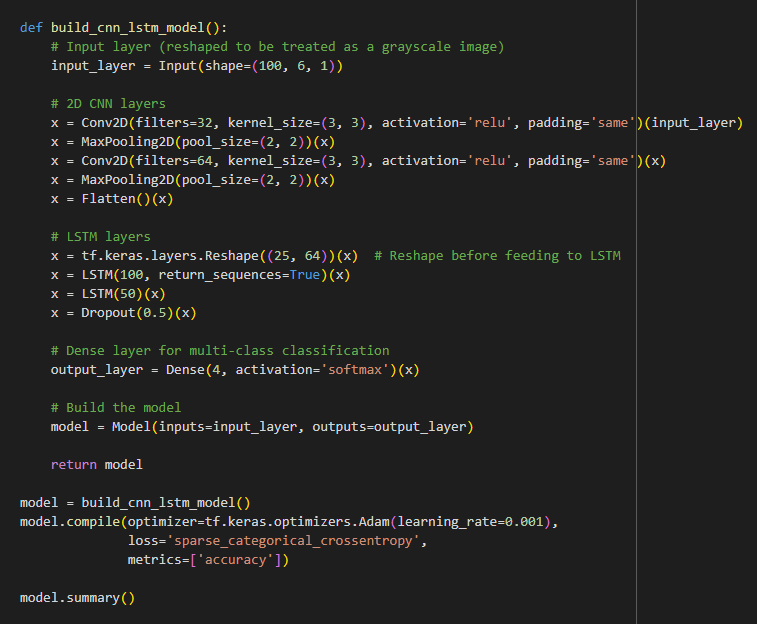 def build_cnn_lstm_model():
    # Input layer (reshaped to be treated as a grayscale image)
    input_layer = Input(shape=(100, 6, 1))

    # 2D CNN layers
    x = Conv2D(filters=32, kernel_size=(3, 3), activation='relu', padding='same')(input_layer)
    x = MaxPooling2D(pool_size=(2, 2))(x)
    x = Conv2D(filters=64, kernel_size=(3, 3), activation='relu', padding='same')(x)
    x = MaxPooling2D(pool_size=(2, 2))(x)
    x = Flatten()(x)

    # LSTM layers
    x = tf.keras.layers.Reshape((25, 64))(x)  # Reshape before feeding to LSTM
    x = LSTM(100, return_sequences=True)(x)
    x = LSTM(50)(x)
    x = Dropout(0.5)(x)

    # Dense layer for multi-class classification
    output_layer = Dense(4, activation='softmax')(x)

    # Build the model
    model = Model(inputs=input_layer, outputs=output_layer)

    return model

model = build_cnn_lstm_model()
model.compile(optimizer=tf.keras.optimizers.Adam(learning_rate=0.001),
              loss='sparse_categorical_crossentropy',
              metrics=['accuracy'])

model.summary()